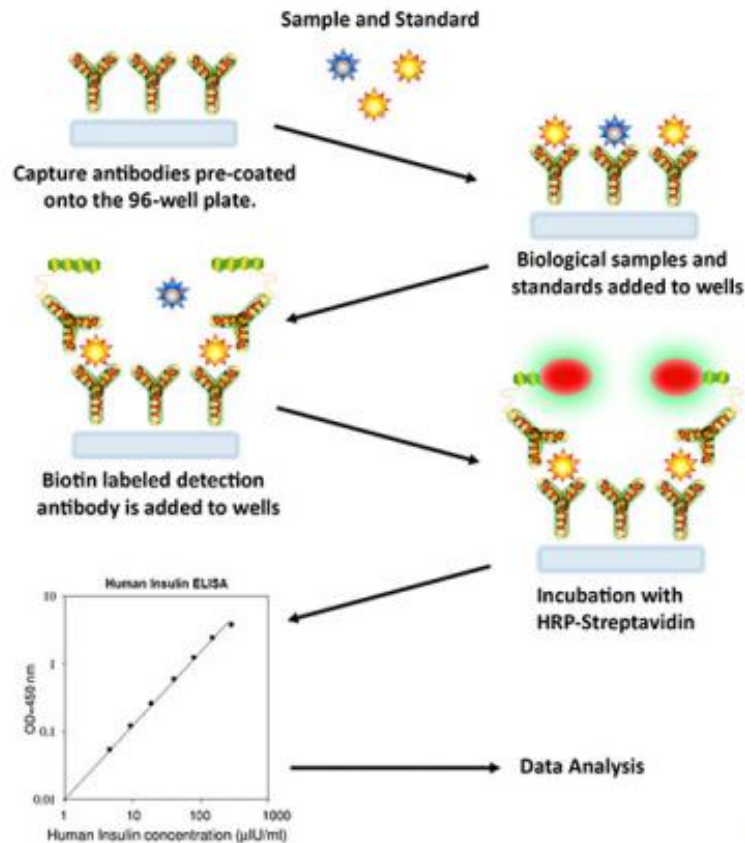 Sample and Standard
Capture antibodies pre-coated
onto the 96-well plate.
Biological samples and
standards added to wells
Biotin labeled detection
antibody is added to wells
Incubation with
HRP-Streptavidin
Human Insulin ELISA
OD=450 nm
10
1
0.1
0.01
1
10
100
1000
Human Insulin concentration (µIU/ml)
Data Analysis